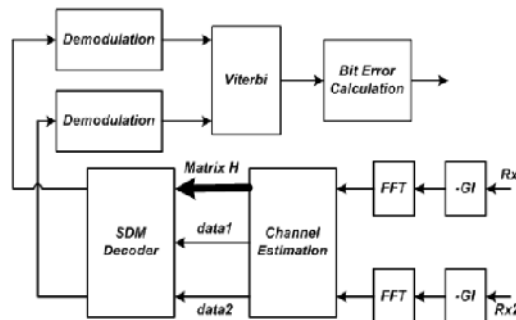 Demodulation
Viterbi
Bit Error
Calculation
Demodulation
Matrix H
SDM
Decoder
data1
data2
Channel
Estimation
FFT
-GI
Rx
FFT
-GI
Rx2